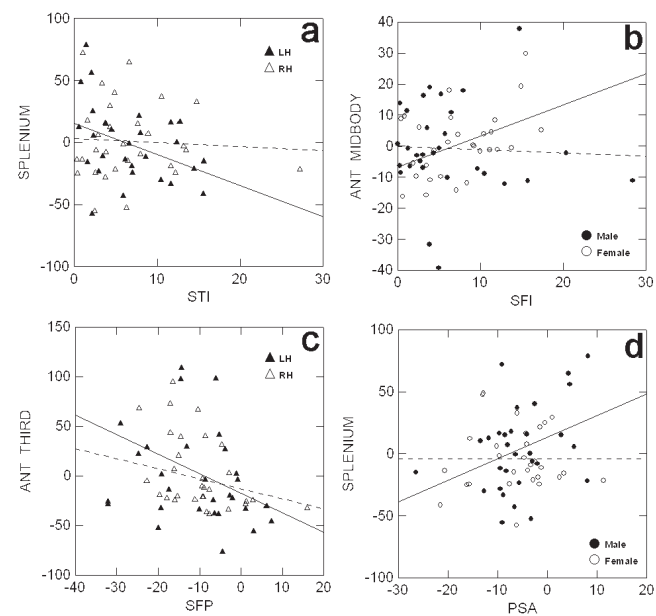 a
100
50
0
-50
-100
SPLENIUM
0 10 20 30
STI
LH
RH
b
40
30
20
10
0
-10
-20
-30
-40
ANT MIDBODY
0 10 20 30
SFI
Male
Female
c
150
100
50
0
-50
-100
ANT THIRD
-40 -30 -20 -10 0 10 20
SFP
LH
RH
d
100
50
0
-50
-100
SPLENIUM
-30 -20 -10 0 10 20
PSA
Male
Female